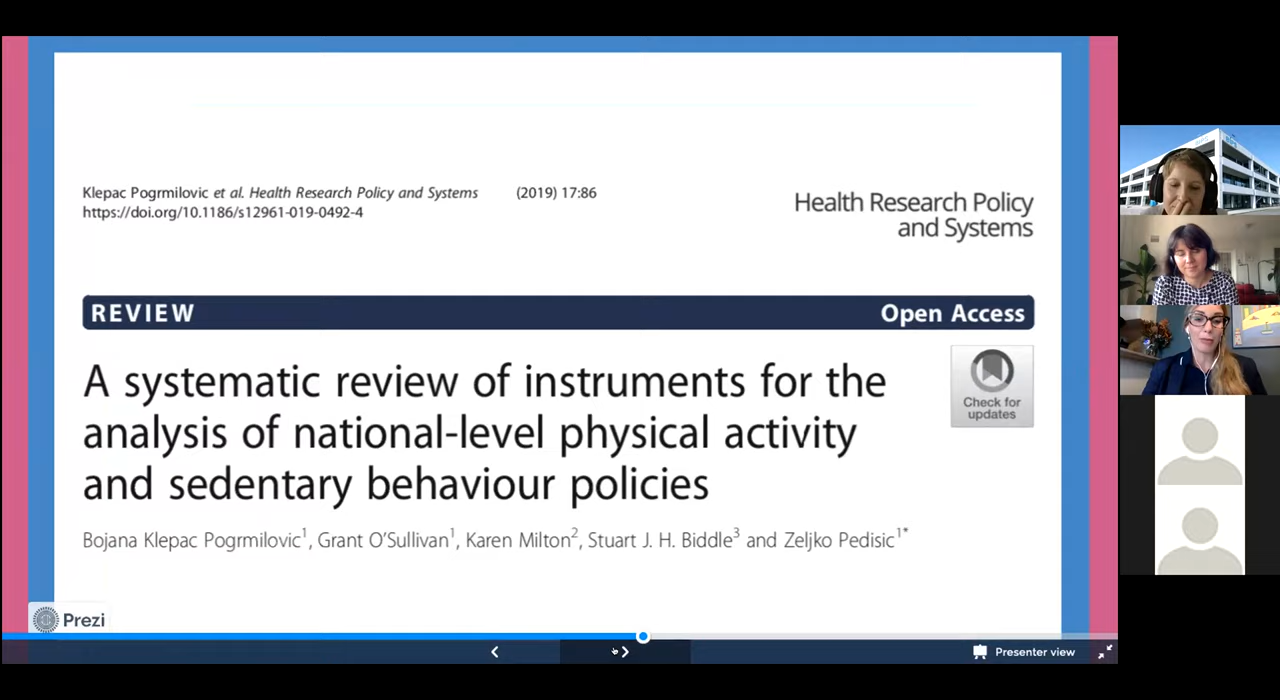 Klepac Pogrmilovic et al. Health Research Policy and Systems (2019) 17:86
https://doi.org/10.1186/s12961-019-0492-4
Health Research Policy
and Systems
REVIEW
Open Access
A systematic review of instruments for the
analysis of national-level physical activity
and sedentary behaviour policies
Check for
updates
Bojana Klepac Pogrmilovic1, Grant O'Sullivan1, Karen Milton2, Stuart J. H. Biddle3 and Zeljko Pedisic1*
Prezi
Presenter view